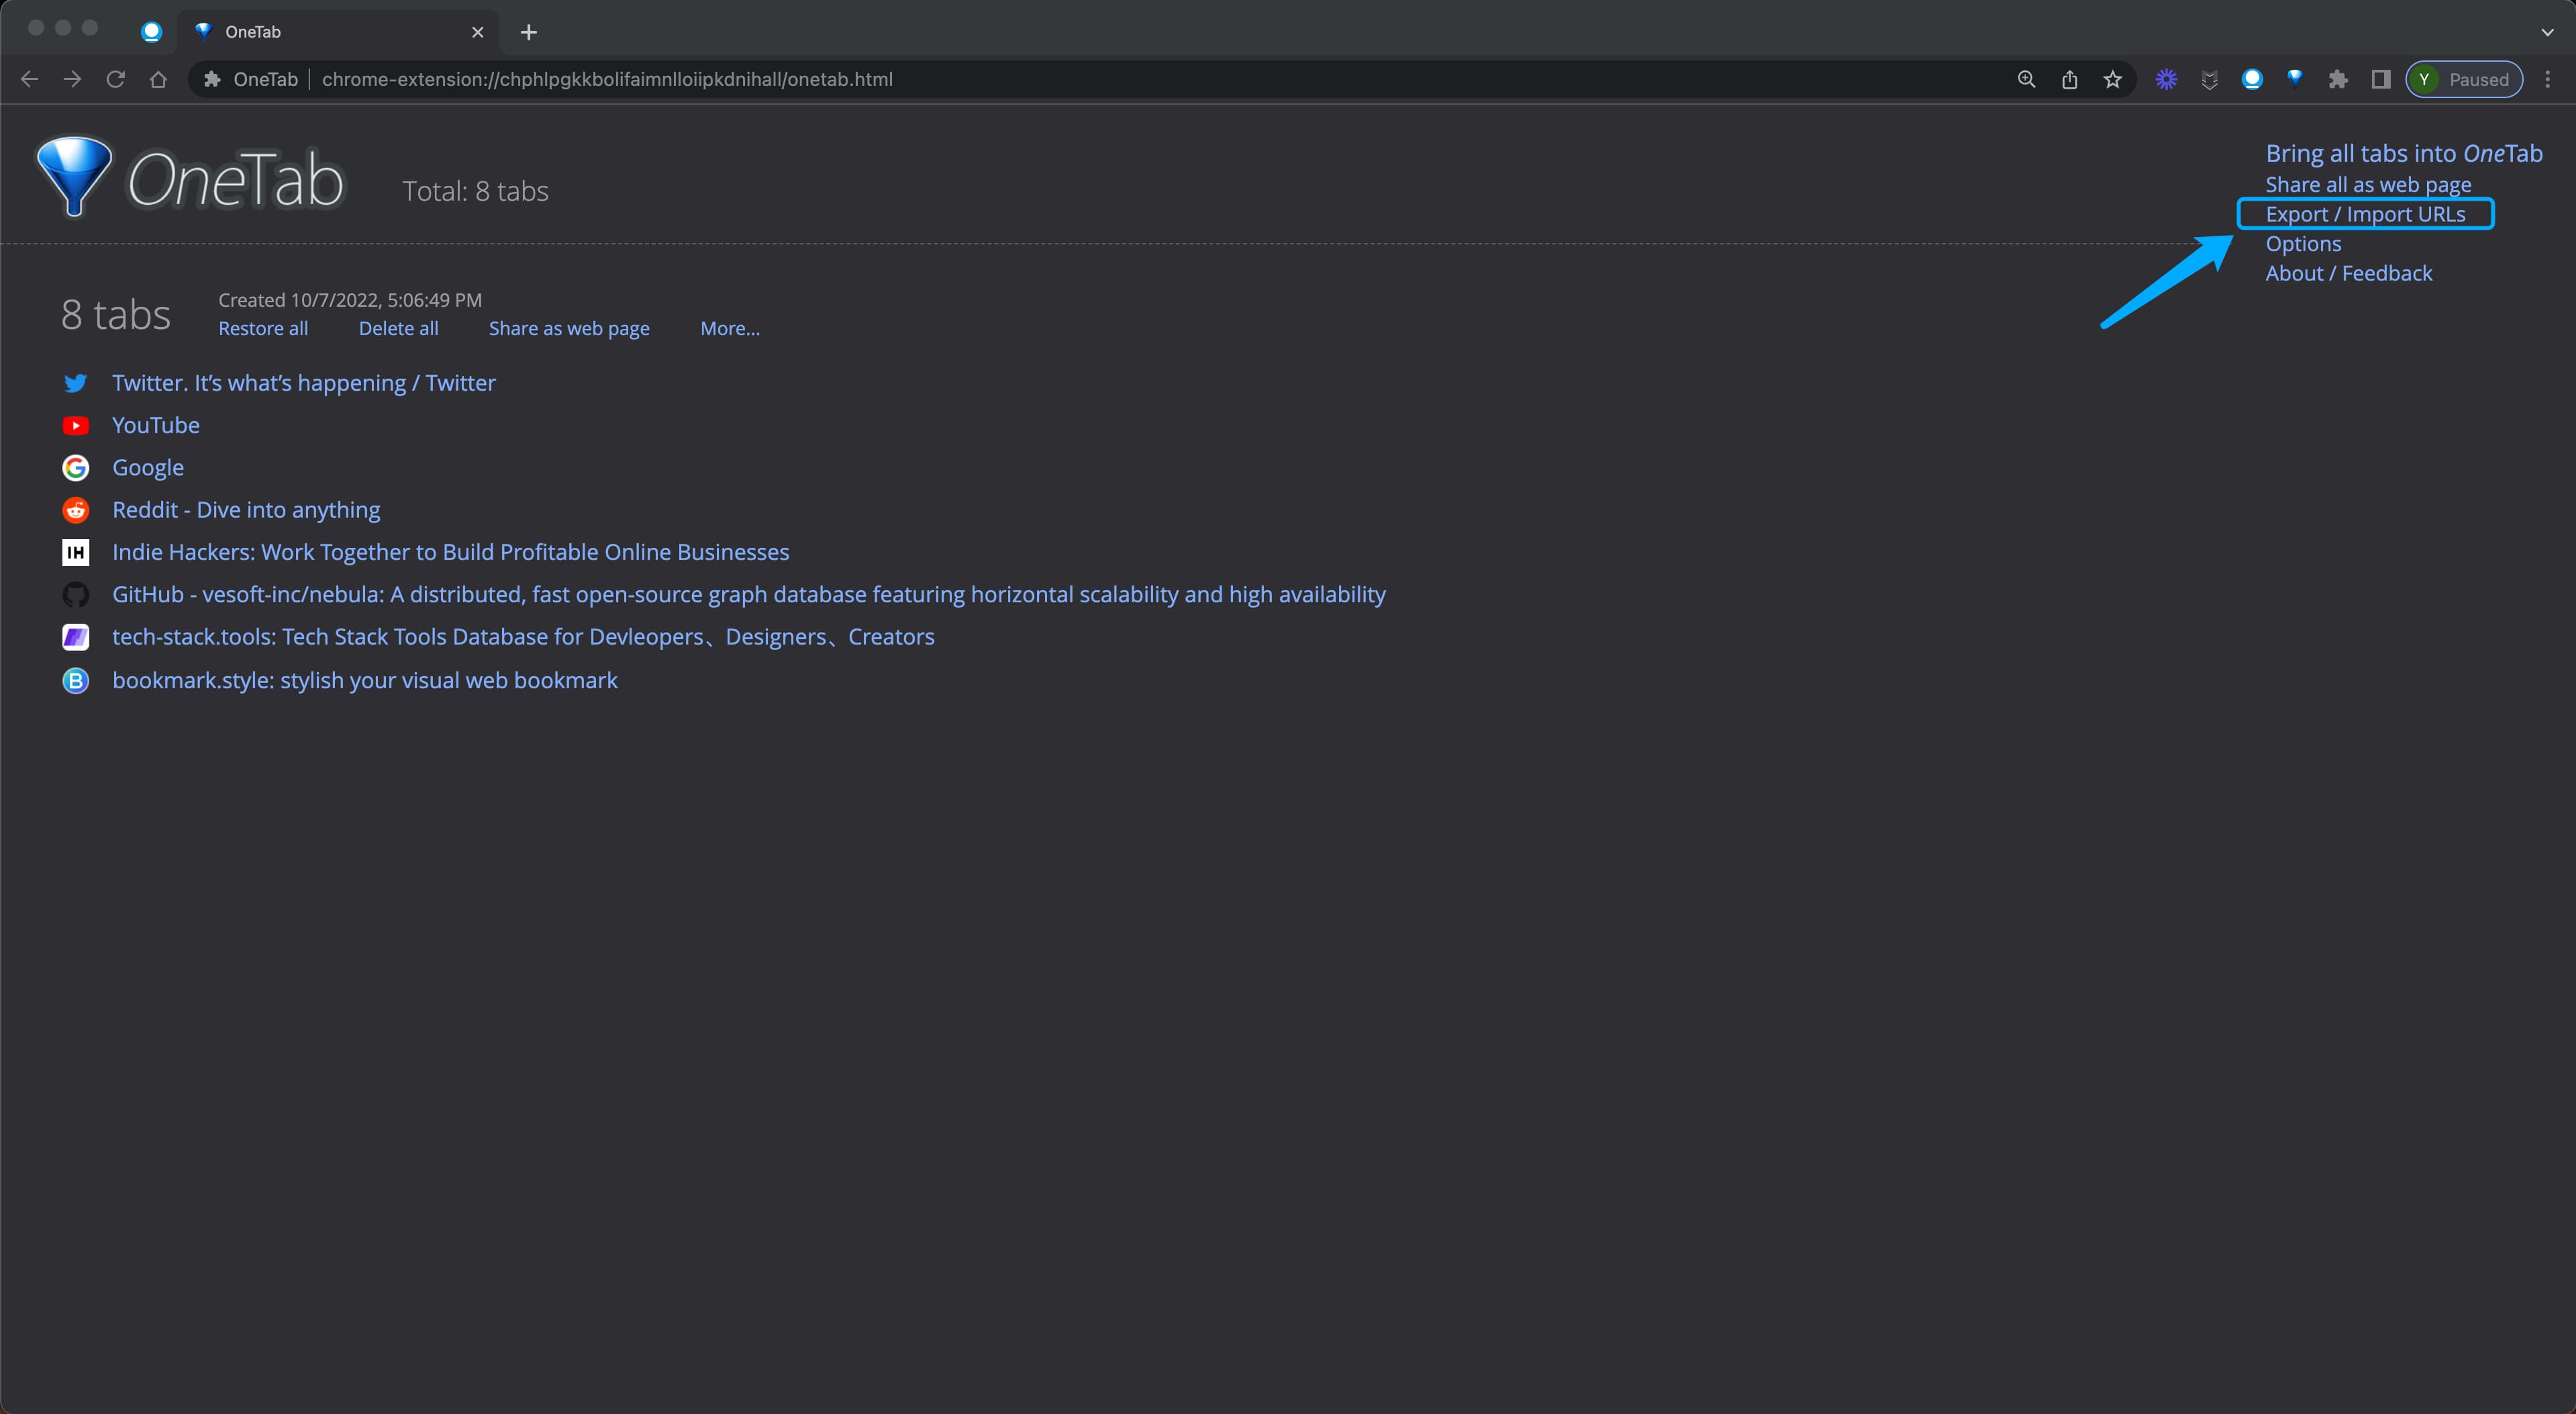 OneTab
OneTab | chrome-extension://chphlpgkkbolifaimnlloiipkdnihall/onetab.html
Y Paused
OneTab
Total: 8 tabs
Bring all tabs into OneTab
Share all as web page
Export / Import URLs
Options
About / Feedback
8 tabs
Created 10/7/2022, 5:06:49 PM
Restore all Delete all Share as web page More...
Twitter. It’s what’s happening / Twitter
YouTube
Google
Reddit - Dive into anything
IH Indie Hackers: Work Together to Build Profitable Online Businesses
GitHub - vesoft-inc/nebula: A distributed, fast open-source graph database featuring horizontal scalability and high availability
tech-stack.tools: Tech Stack Tools Database for Devleopers、Designers、Creators
B bookmark.style: stylish your visual web bookmark